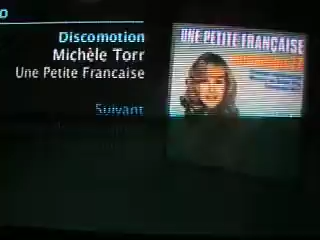 Discomotion
Michèle Torr
Une Petite Francaise
Suivant
UNE PETITE FRANÇAISE